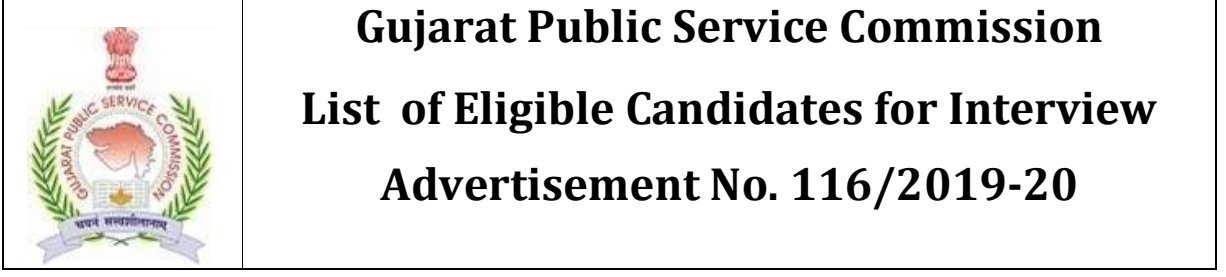 Gujarat Public Service Commission
List of Eligible Candidates for Interview
Advertisement No. 116/2019-20
GUJARAT PUBLIC SERVICE COMMISSION